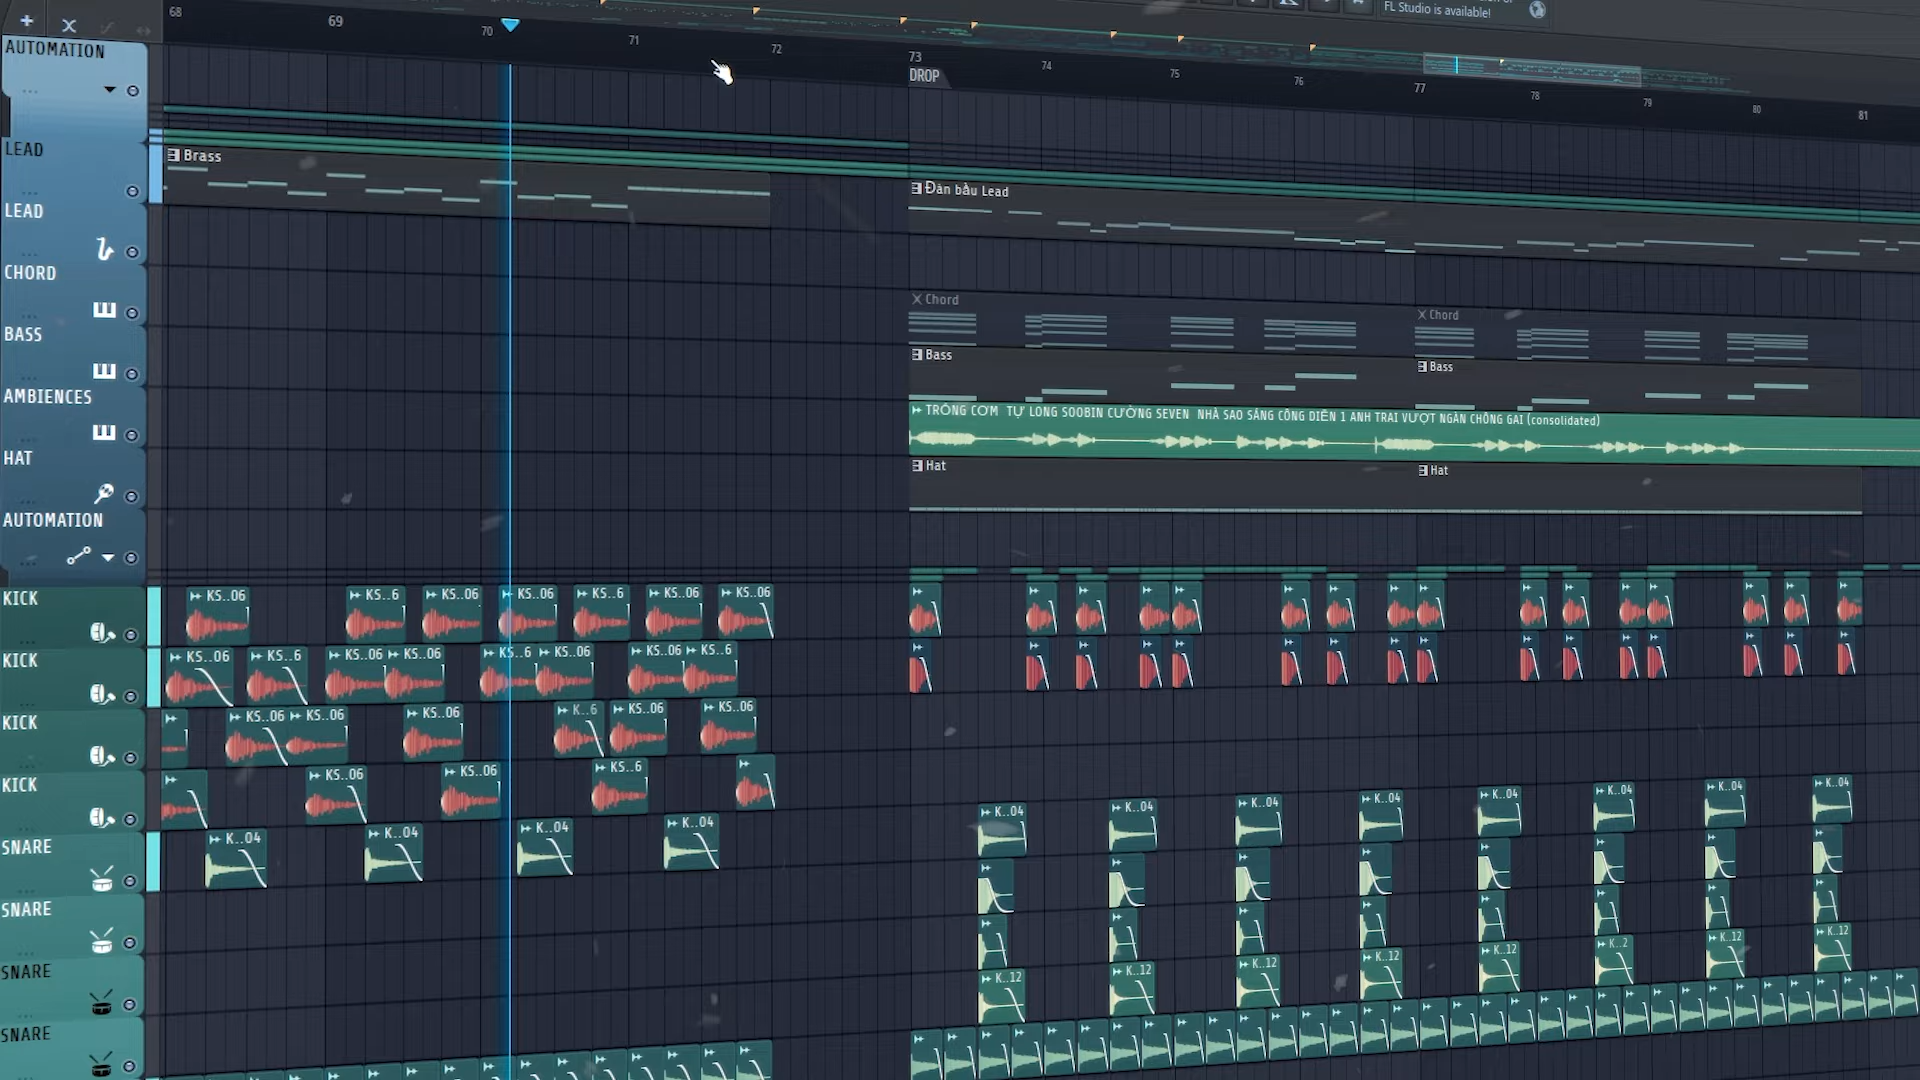 FL Studio is available!
68
69
70
71
72
73
74
75
76
77
78
79
80
81
DROP
AUTOMATION
LEAD
LEAD
CHORD
BASS
AMBIENCES
HAT
AUTOMATION
KICK
KICK
KICK
KICK
SNARE
SNARE
SNARE
SNARE
Brass
Đàn bầu Lead
Chord
Chord
Bass
Bass
TRỐNG CƠM TỰ LONG SOOBIN CƯỜNG SEVEN NHÀ SAO SÁNG CÔNG DIỄN 1 ANH TRAI VƯỢT NGÀN CHÔNG GAI (consolidated)
Hat
Hat
KS..06
KS..6
KS..06
KS..06
KS..6
KS..06
KS..06
KS..06
KS..6
KS..06
KS..06
KS..6
KS..06
KS..06
KS..6
KS..06
KS..06
KS..06
K..6
KS..06
KS..06
KS..06
KS..06
KS..6
K..04
K..04
K..04
K..04
K..04
K..04
K..04
K..04
K..04
K..04
K..04
K..04
K..12
K..12
K..12
K..12
K..12
K..2
K..12
K..12